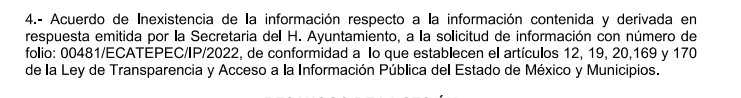 4.- Acuerdo de Inexistencia de la información respecto a la información contenida y derivada en
respuesta emitida por la Secretaria del H. Ayuntamiento, a la solicitud de información con número de
folio: 00481/ECATEPEC/IP/2022, de conformidad a lo que establecen el artículos 12, 19, 20,169 y 170
de la Ley de Transparencia y Acceso a la Información Pública del Estado de México y Municipios.